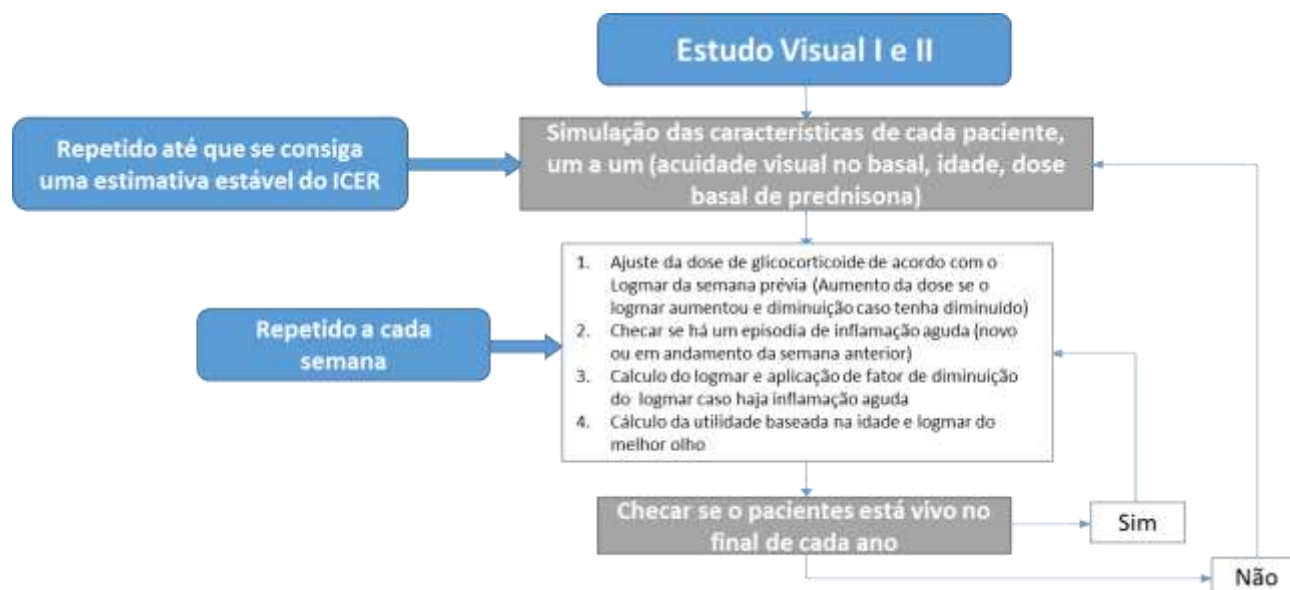 Estudo Visual I e II
Simulação das características de cada paciente,
um a um (acuidade visual no basal, idade, dose
basal de prednisona)
Repetido até que se consiga
uma estimativa estável do ICER
1. Ajuste da dose de glicocorticoide de acordo com o
Logmar da semana prévia (Aumento da dose se o
logmar aumentou e diminuição caso tenha diminuído)
2. Checar se há um episodia de inflamação aguda (novo
ou em andamento da semana anterior)
3. Calculo do logmar e aplicação de fator de diminuição
do logmar caso haja inflamação aguda
4. Cálculo da utilidade baseada na idade e logmar do
melhor olho
Repetido a cada
semana
Checar se o pacientes está vivo no
final de cada ano
Sim
Não